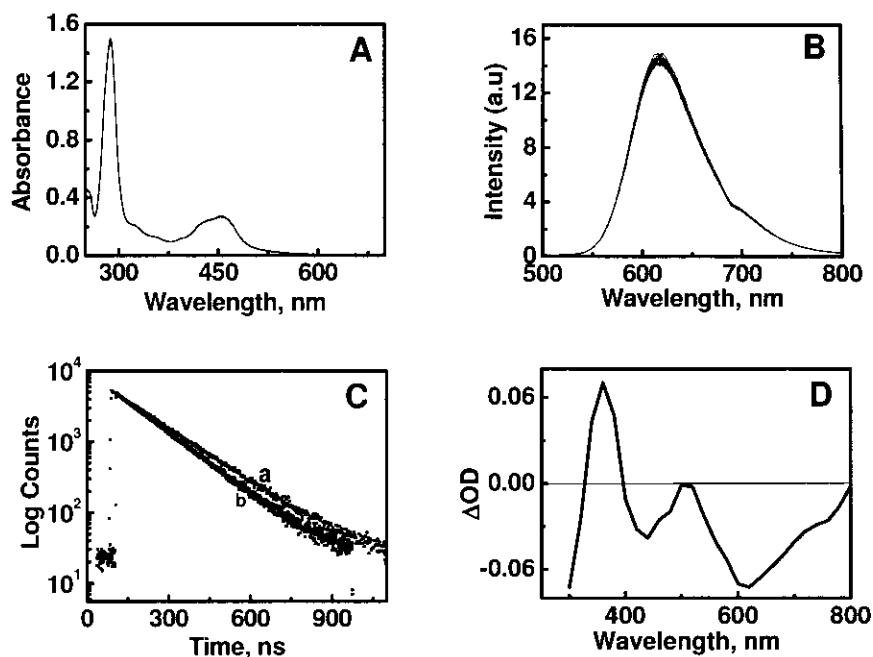 A
1.6
1.2
0.8
0.4
0.0
Absorbance
300 450 600
Wavelength, nm
B
16
12
8
4
0
Intensity (a.u)
500 600 700 800
Wavelength, nm
C
10^4
10^3
10^2
10^1
Log Counts
a
b
0 300 600 900
Time, ns
D
0.06
0.00
-0.06
ΔOD
400 600 800
Wavelength, nm